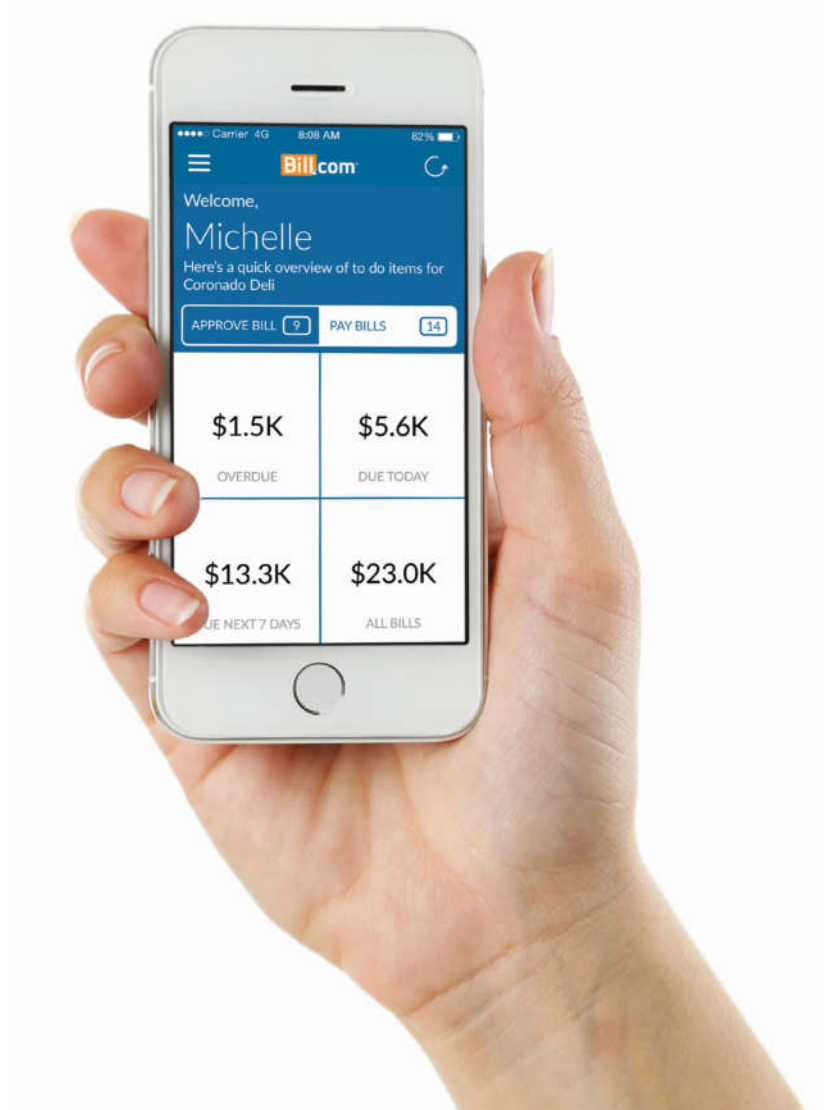 Carrier 4G 8:08 AM 82%
Bill.com
Welcome,
Michelle
Here's a quick overview of to do items for
Coronado Deli
APPROVE BILL 9 PAY BILLS 14
$1.5K $5.6K
OVERDUE DUE TODAY
$13.3K $23.0K
UE NEXT 7 DAYS ALL BILLS